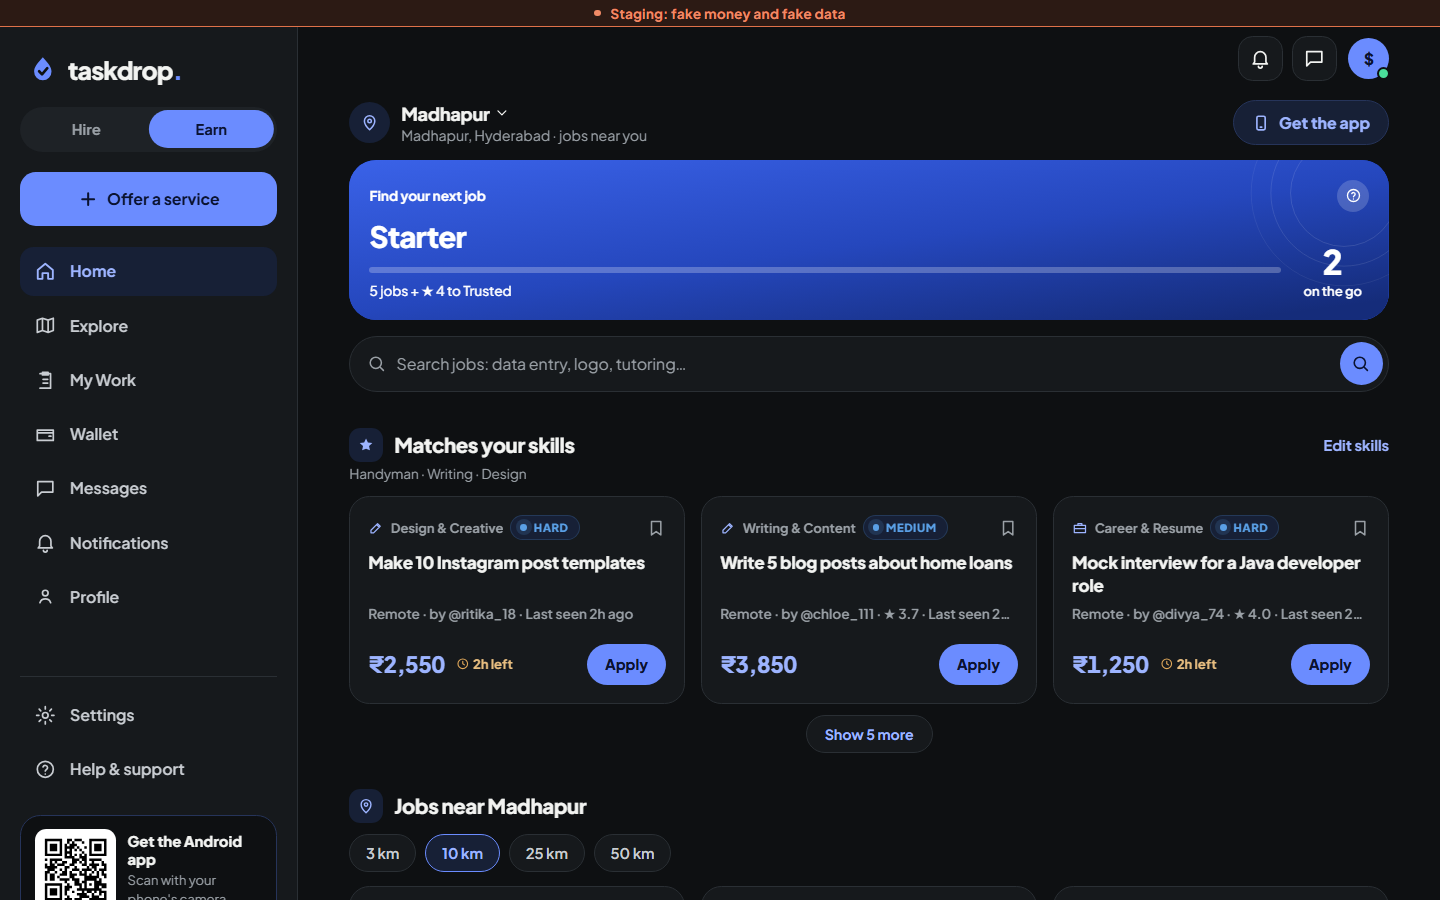 Staging: fake money and fake data
taskdrop.
Hire
Earn
Offer a service
Home
Explore
My Work
Wallet
Messages
Notifications
Profile
Settings
Help & support
Get the Android
app
Scan with your
phone's camera
$
Madhapur
Madhapur, Hyderabad · jobs near you
Get the app
Find your next job
Starter
5 jobs + ★ 4 to Trusted
2
on the go
Search jobs: data entry, logo, tutoring...
Matches your skills
Edit skills
Handyman · Writing · Design
Design & Creative
HARD
Make 10 Instagram post templates
Remote · by @ritika_18 · Last seen 2h ago
₹2,550
2h left
Apply
Writing & Content
MEDIUM
Write 5 blog posts about home loans
Remote · by @chloe_111 · ★ 3.7 · Last seen 2...
₹3,850
Apply
Career & Resume
HARD
Mock interview for a Java developer
role
Remote · by @divya_74 · ★ 4.0 · Last seen 2...
₹1,250
2h left
Apply
Show 5 more
Jobs near Madhapur
3 km
10 km
25 km
50 km